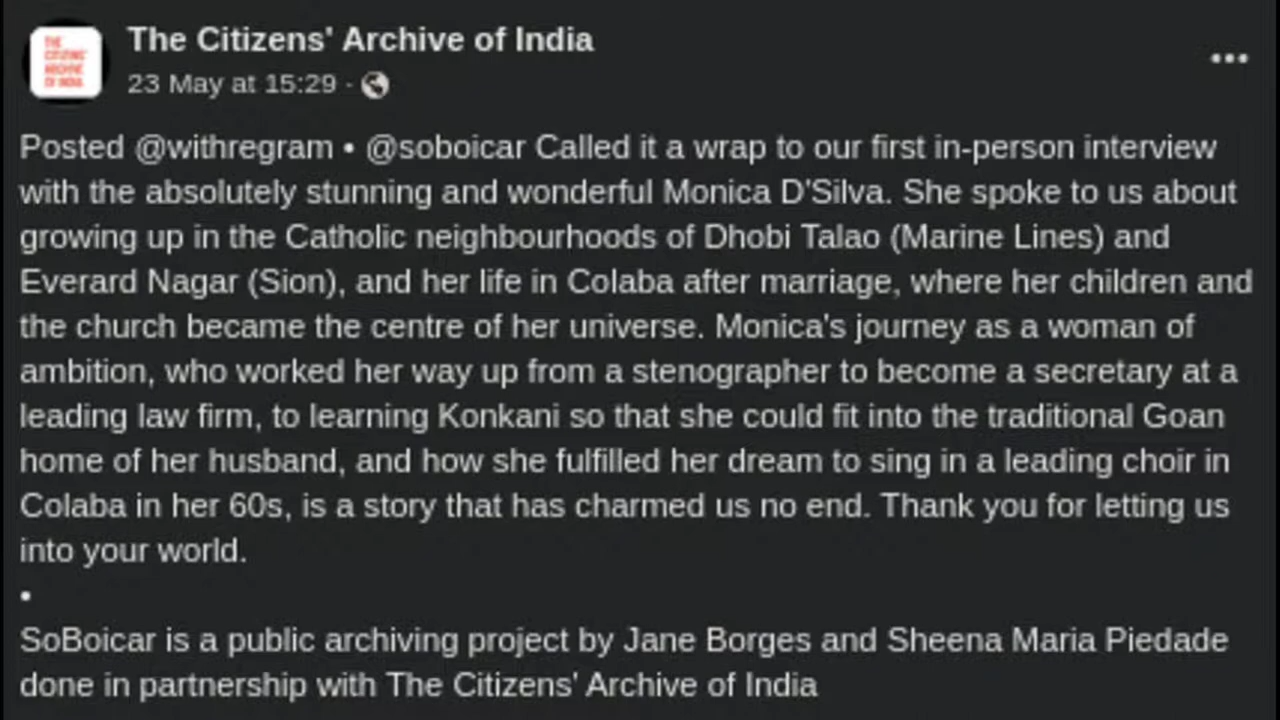 THE CITIZENS' ARCHIVE OF INDIA
The Citizens' Archive of India
23 May at 15:29 ·
Posted @withregram • @soboicar Called it a wrap to our first in-person interview
with the absolutely stunning and wonderful Monica D'Silva. She spoke to us about
growing up in the Catholic neighbourhoods of Dhobi Talao (Marine Lines) and
Everard Nagar (Sion), and her life in Colaba after marriage, where her children and
the church became the centre of her universe. Monica's journey as a woman of
ambition, who worked her way up from a stenographer to become a secretary at a
leading law firm, to learning Konkani so that she could fit into the traditional Goan
home of her husband, and how she fulfilled her dream to sing in a leading choir in
Colaba in her 60s, is a story that has charmed us no end. Thank you for letting us
into your world.
•
SoBoicar is a public archiving project by Jane Borges and Sheena Maria Piedade
done in partnership with The Citizens' Archive of India